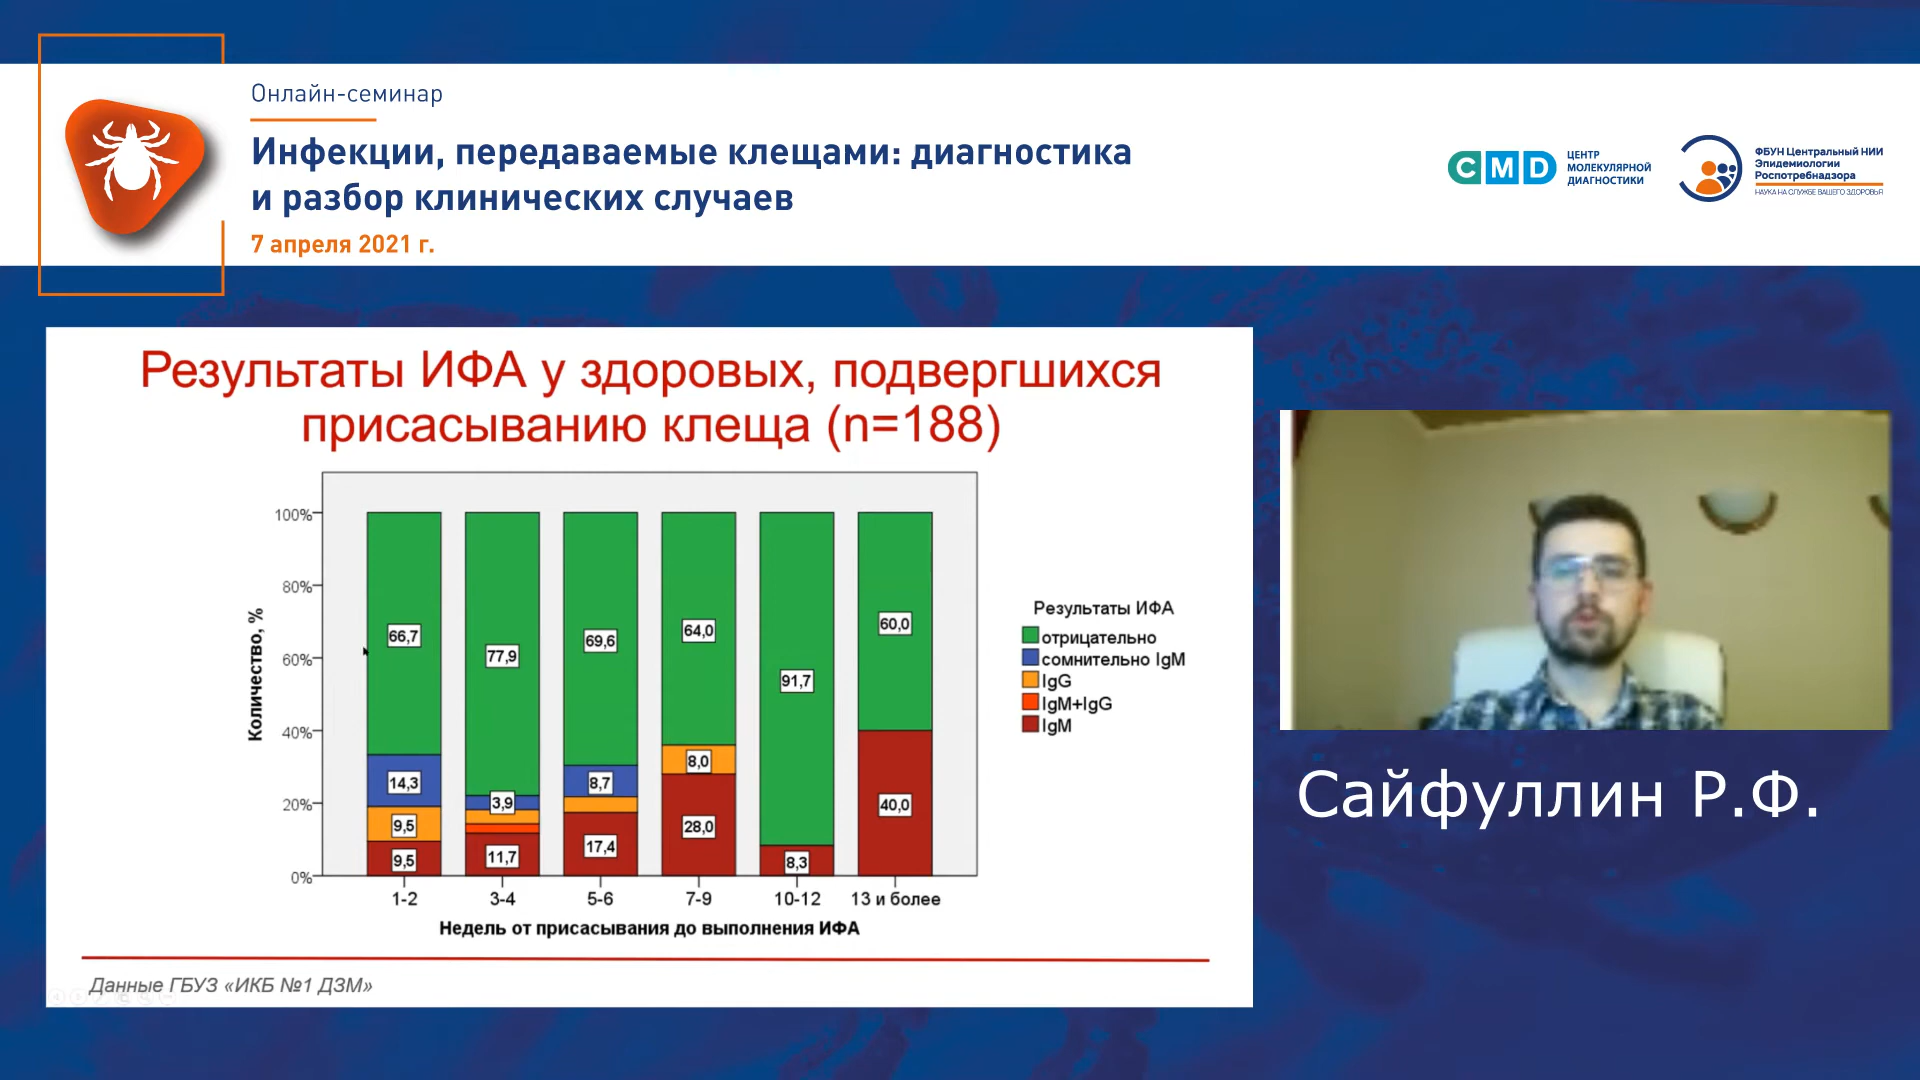 Онлайн-семинар
Инфекции, передаваемые клещами: диагностика
и разбор клинических случаев
7 апреля 2021 г.
CMD
ЦЕНТР
МОЛЕКУЛЯРНОЙ
ДИАГНОСТИКИ
ФБУН Центральный НИИ
Эпидемиологии
Роспотребнадзора
НАУКА НА СЛУЖБЕ ВАШЕГО ЗДОРОВЬЯ
Результаты ИФА у здоровых, подвергшихся
присасыванию клеща (n=188)
Количество, %
100%
80%
60%
40%
20%
0%
66,7
14,3
9,5
9,5
77,9
3,9
11,7
69,6
8,7
17,4
64,0
8,0
28,0
91,7
8,3
60,0
40,0
1-2
3-4
5-6
7-9
10-12
13 и более
Недель от присасывания до выполнения ИФА
Результаты ИФА
отрицательно
сомнительно IgM
IgG
IgM+IgG
IgM
Данные ГБУЗ «ИКБ №1 ДЗМ»
Сайфуллин Р.Ф.